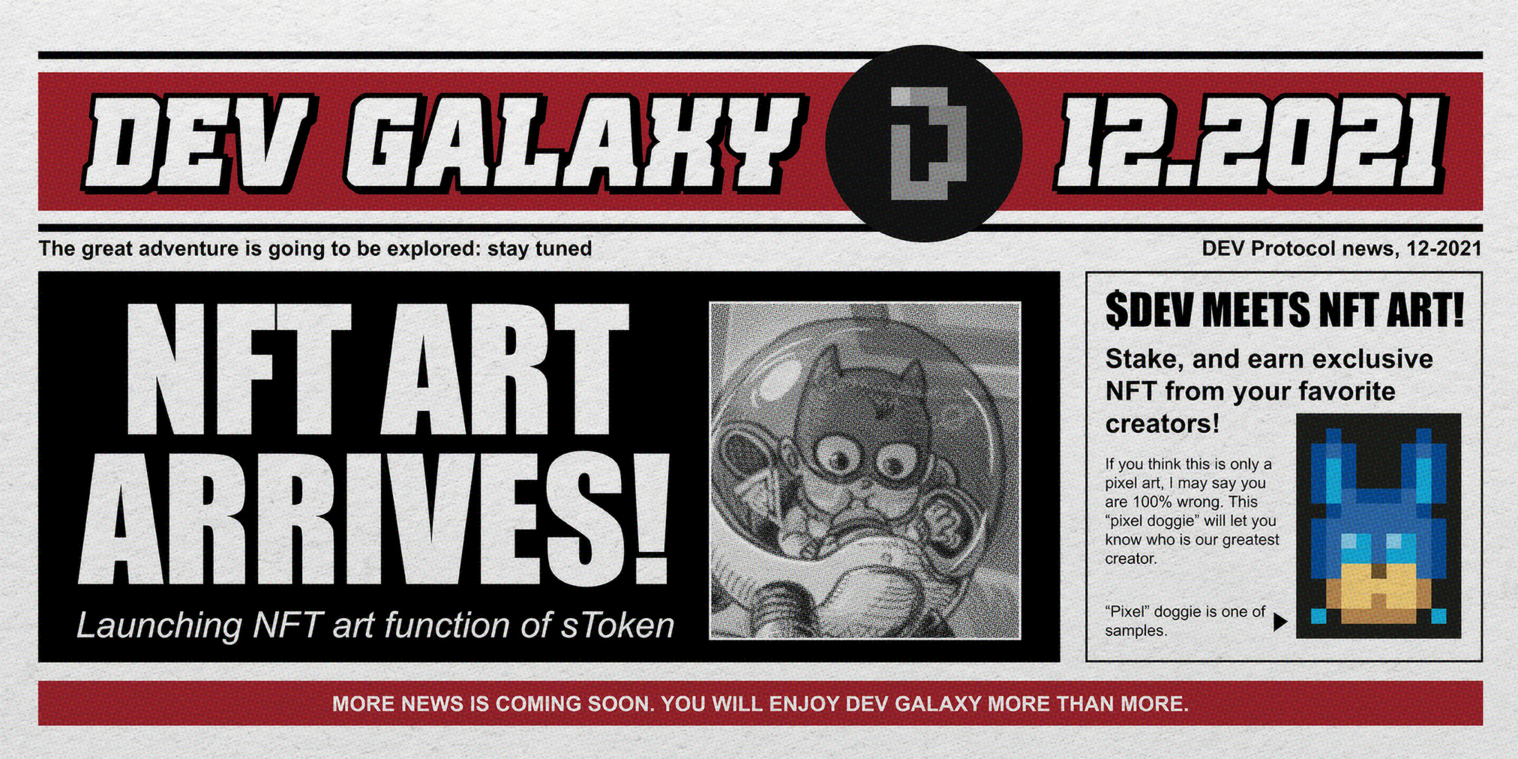 DEV GALAXY D 12.2021
The great adventure is going to be explored: stay tuned
DEV Protocol news, 12-2021
NFT ART
ARRIVES!
Launching NFT art function of sToken
$DEV MEETS NFT ART!
Stake, and earn exclusive
NFT from your favorite
creators!
If you think this is only a
pixel art, I may say you
are 100% wrong. This
“pixel doggie” will let you
know who is our greatest
creator.
“Pixel” doggie is one of
samples.
MORE NEWS IS COMING SOON. YOU WILL ENJOY DEV GALAXY MORE THAN MORE.